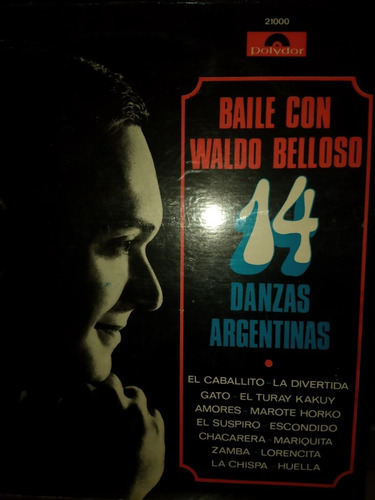 21000
Polydor
BAILE CON
WALDO BELLOSO
14
DANZAS
ARGENTINAS
EL CABALLITO - LA DIVERTIDA
GATO - EL TURAY KAKUY
AMORES - MAROTE HORKO
EL SUSPIRO - ESCONDIDO
CHACARERA - MARIQUITA
ZAMBA - LORENCITA
LA CHISPA - HUELLA